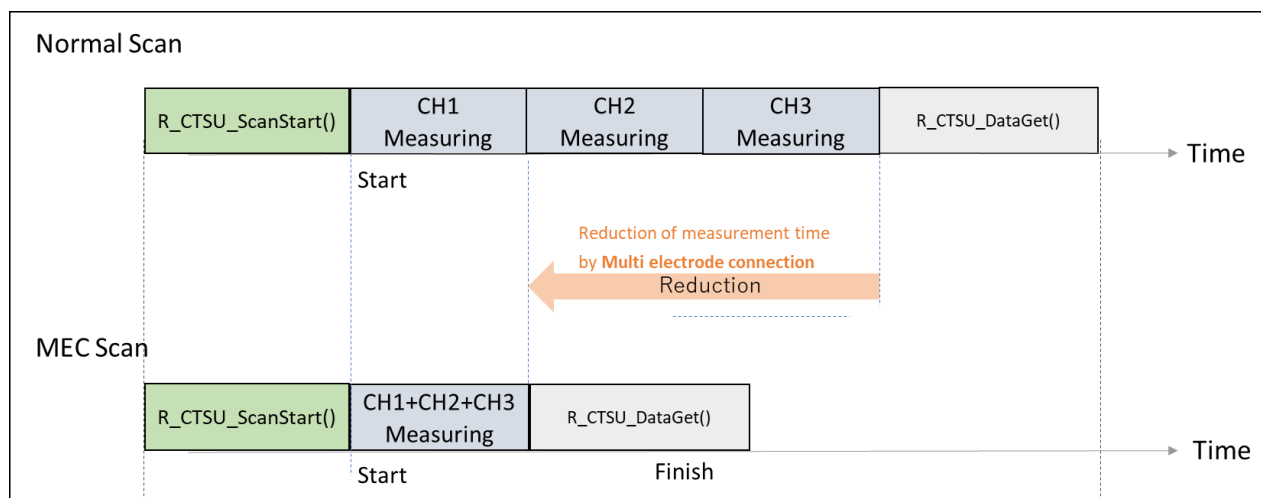 Normal Scan
R_CTSU_ScanStart()
CH1
Measuring
CH2
Measuring
CH3
Measuring
R_CTSU_DataGet()
Time
Start
Reduction of measurement time
by Multi electrode connection
Reduction
MEC Scan
R_CTSU_ScanStart()
CH1+CH2+CH3
Measuring
R_CTSU_DataGet()
Time
Start
Finish